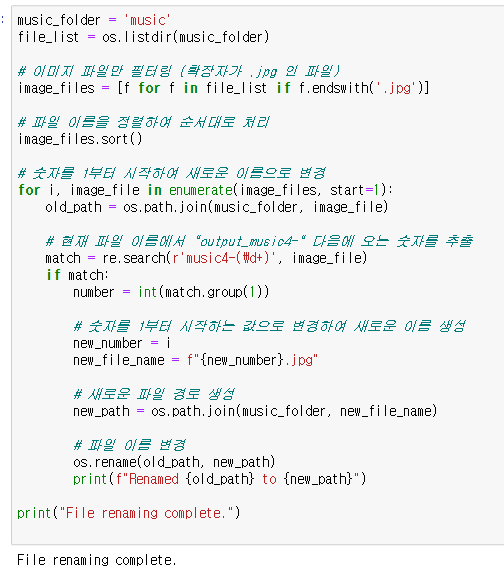 music_folder = 'music'
file_list = os.listdir(music_folder)
# 이미지 파일만 필터링 (확장자가 .jpg 인 파일)
image_files = [f for f in file_list if f.endswith('.jpg')]
# 파일 이름을 정렬하여 순서대로 처리
image_files.sort()
# 숫자를 1부터 시작하여 새로운 이름으로 변경
for i, image_file in enumerate(image_files, start=1):
    old_path = os.path.join(music_folder, image_file)
    # 현재 파일 이름에서 "output_music4-" 다음에 오는 숫자를 추출
    match = re.search(r'music4-(₩d+)', image_file)
    if match:
        number = int(match.group(1))
        # 숫자를 1부터 시작하는 값으로 변경하여 새로운 이름 생성
        new_number = i
        new_file_name = f"{new_number}.jpg"
        # 새로운 파일 경로 생성
        new_path = os.path.join(music_folder, new_file_name)
        # 파일 이름 변경
        os.rename(old_path, new_path)
        print(f"Renamed {old_path} to {new_path}")
print("File renaming complete.")
File renaming complete.